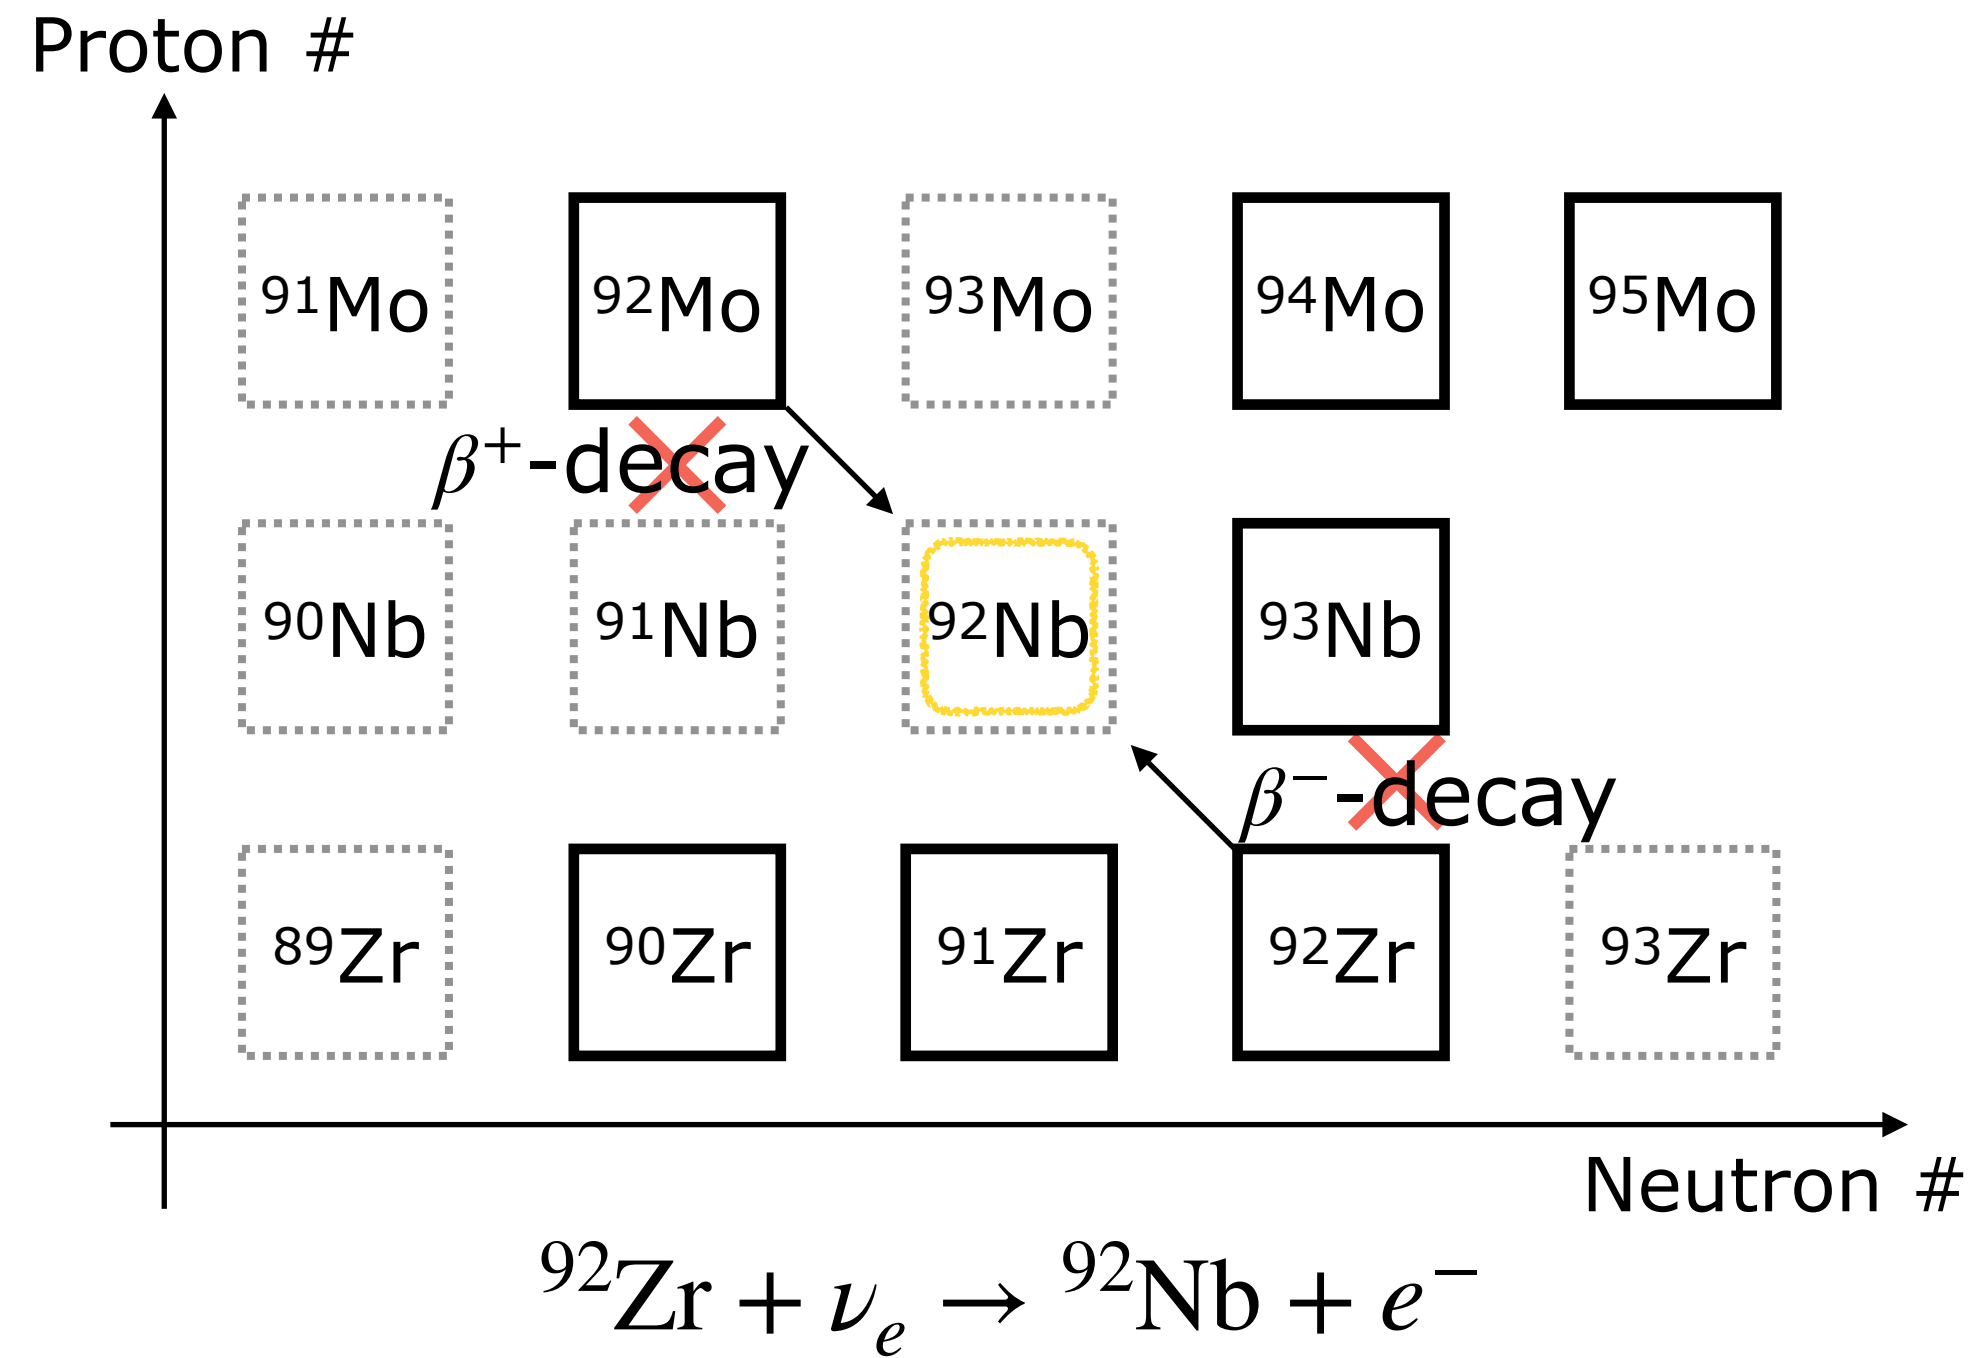 Proton #
⁹¹Mo ⁹²Mo ⁹³Mo ⁹⁴Mo ⁹⁵Mo
β⁺-decay
⁹⁰Nb ⁹¹Nb ⁹²Nb ⁹³Nb
β⁻-decay
⁸⁹Zr ⁹⁰Zr ⁹¹Zr ⁹²Zr ⁹³Zr
Neutron #
⁹²Zr + νₑ → ⁹²Nb + e⁻